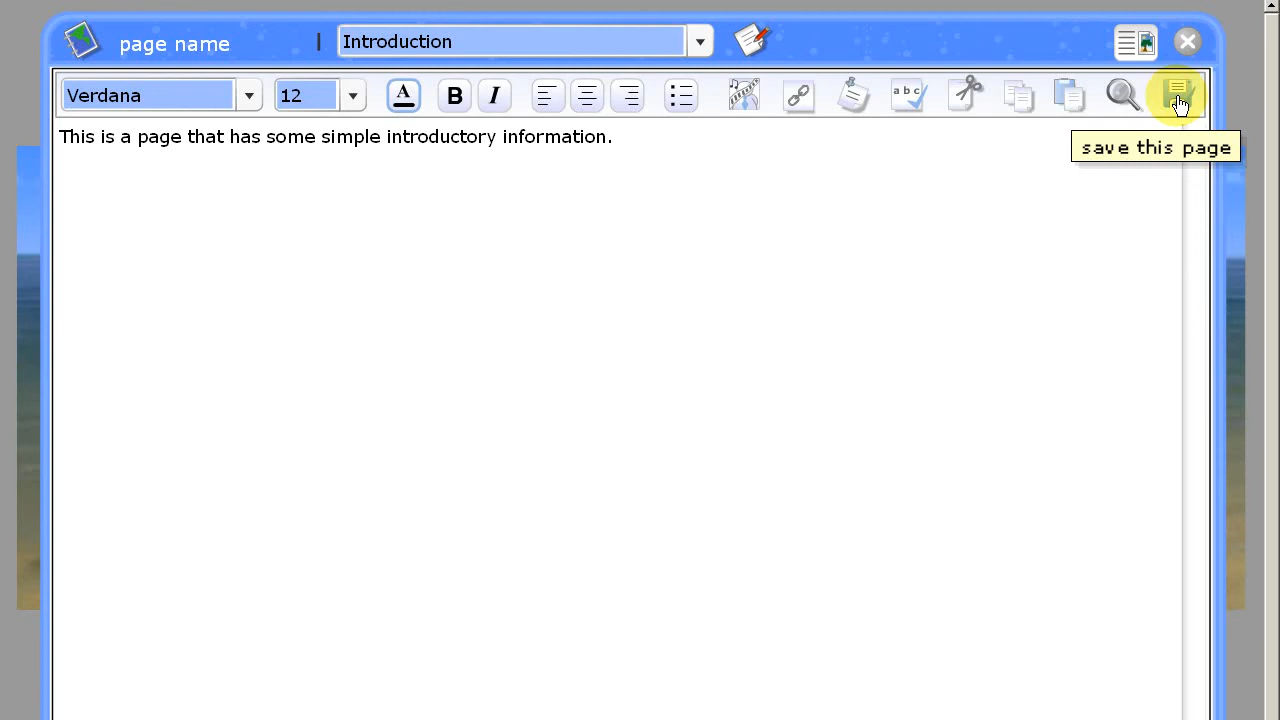 page name | Introduction
Verdana 12 A B I abc
This is a page that has some simple introductory information.
save this page